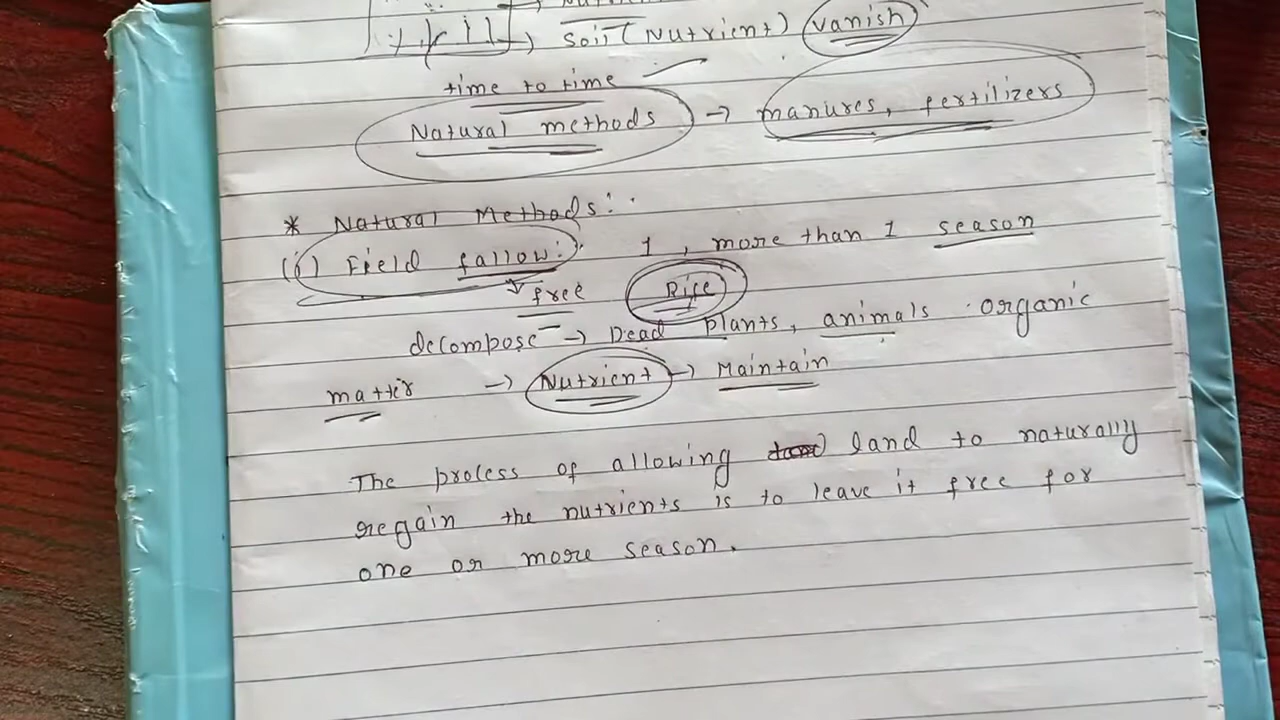 Soil (Nutrient) vanish
time to time
Natural methods → manures, fertilizers
* Natural Methods:
(i) Field fallow: 1, more than 1 season
free Rice
decompose → Dead plants, animals organic
matter → Nutrient → Maintain
The process of allowing land to naturally
regain the nutrients is to leave it free for
one or more season.